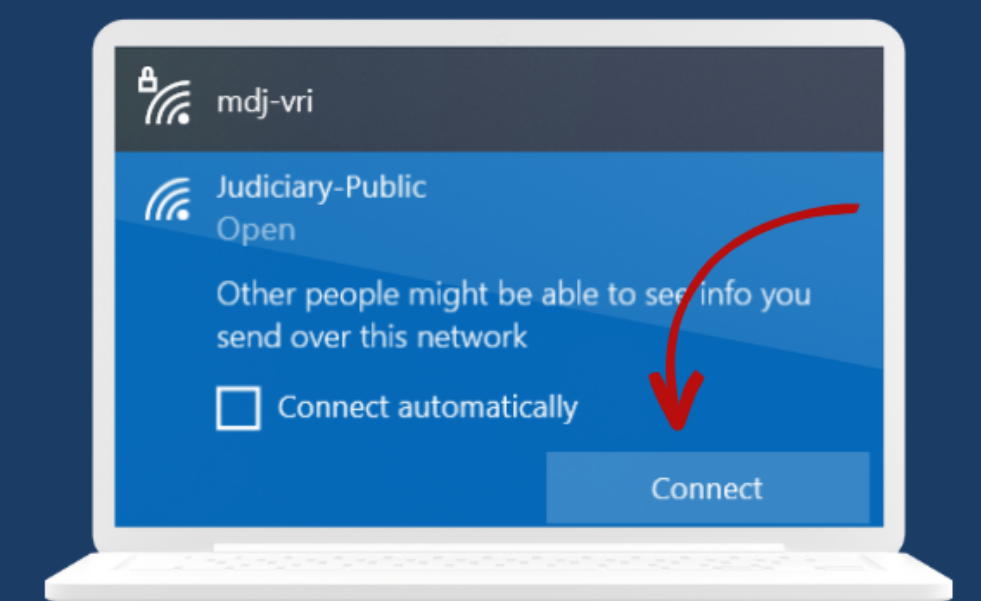 mdj-vri
Judiciary-Public
Open
Other people might be able to see info you
send over this network
Connect automatically
Connect